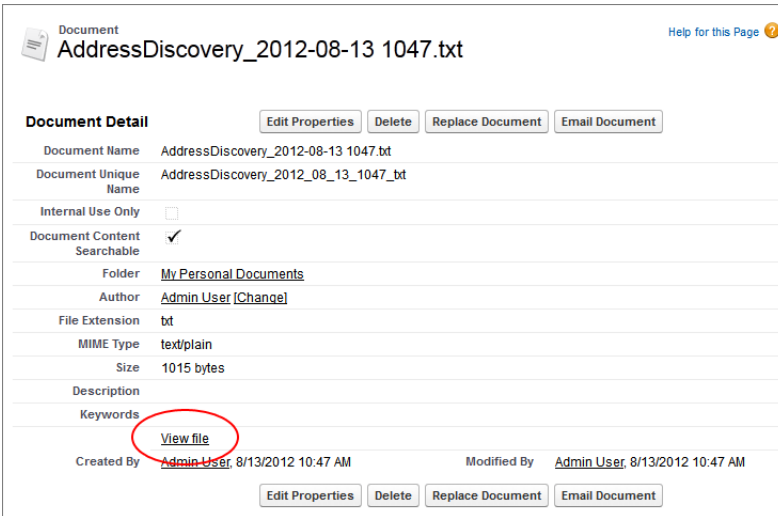 Document
AddressDiscovery_2012-08-13 1047.txt
Help for this Page ?
Document Detail
Edit Properties Delete Replace Document Email Document
Document Name AddressDiscovery_2012-08-13 1047.txt
Document Unique
Name
AddressDiscovery_2012_08_13_1047_txt
Internal Use Only
Document Content
Searchable
Folder My Personal Documents
Author Admin User [Change]
File Extension txt
MIME Type text/plain
Size 1015 bytes
Description
Keywords
View file
Created By Admin User, 8/13/2012 10:47 AM Modified By Admin User, 8/13/2012 10:47 AM
Edit Properties Delete Replace Document Email Document